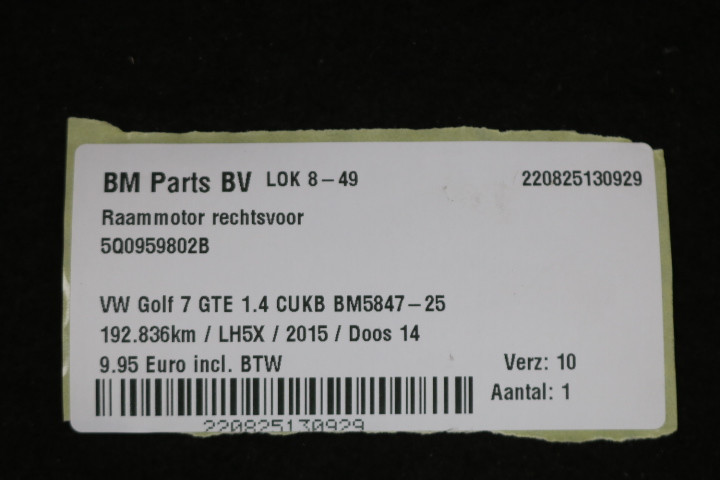 BM Parts BV LOK 8-49 220825130929
Raammotor rechtsvoor
5Q0959802B
VW Golf 7 GTE 1.4 CUKB BM5847-25
192.836km / LH5X / 2015 / Doos 14
9.95 Euro incl. BTW Verz: 10
Aantal: 1
220825130929